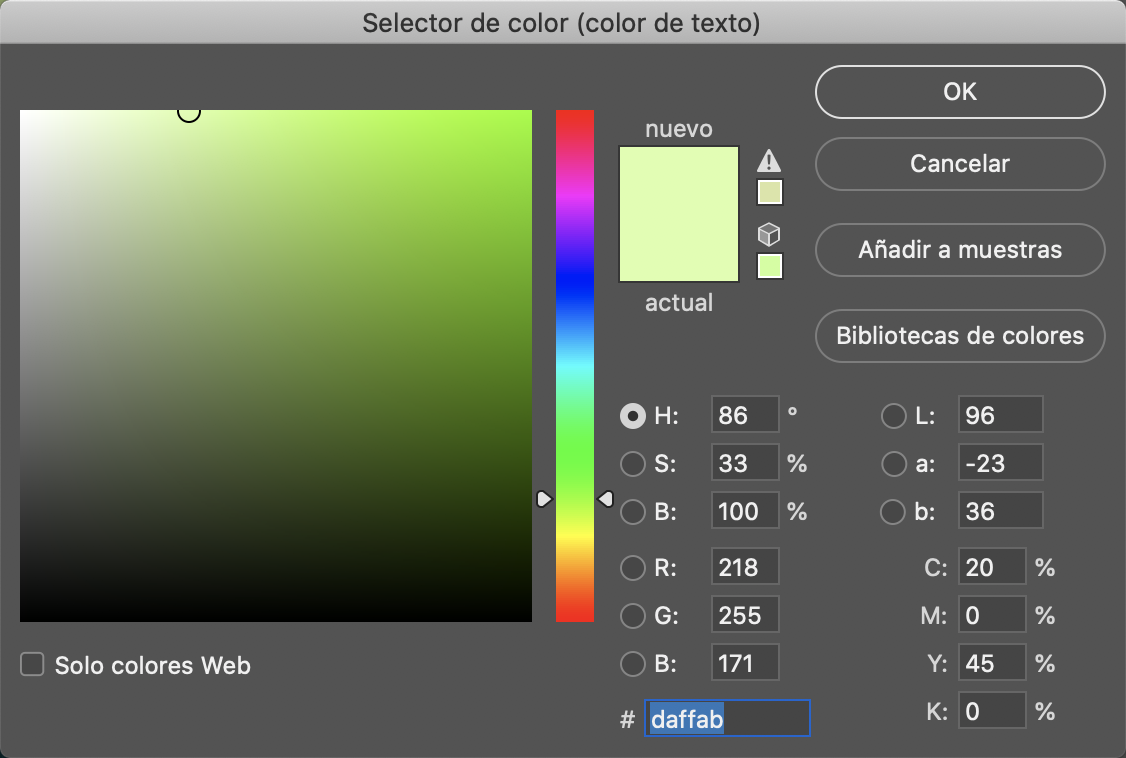 Selector de color (color de texto)
OK
nuevo
Cancelar
Añadir a muestras
actual
Bibliotecas de colores
H: 86 °
L: 96
S: 33 %
a: -23
B: 100 %
b: 36
R: 218
C: 20 %
G: 255
M: 0 %
B: 171
Y: 45 %
Solo colores Web
# daffab
K: 0 %